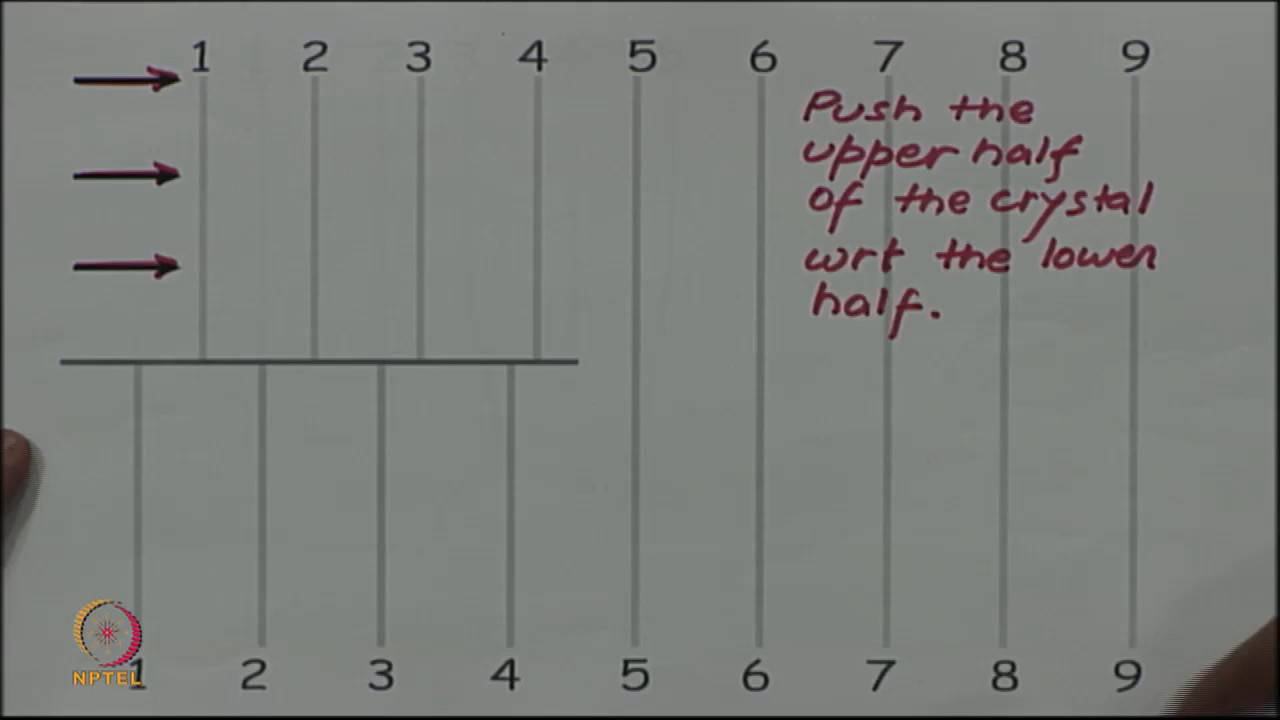 1 2 3 4 5 6 7 8 9
Push the
upper half
of the crystal
wrt the lower
half.
1 2 3 4 5 6 7 8 9
NPTEL